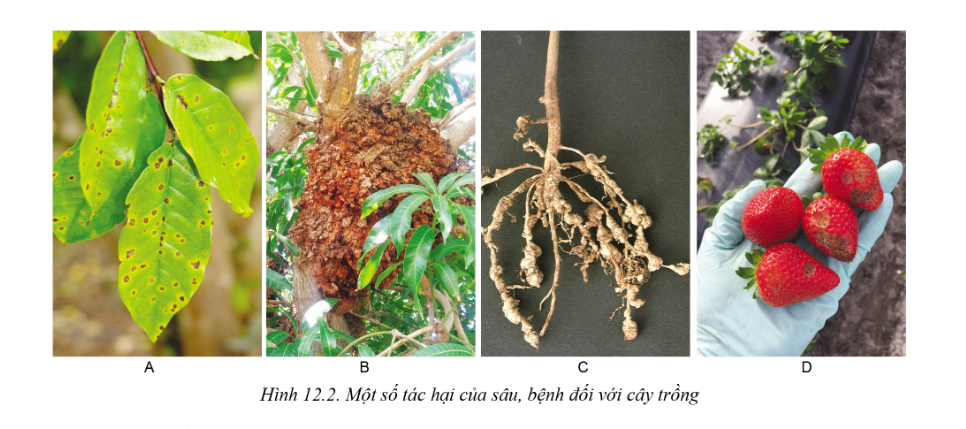 A
B
C
D
Hình 12.2. Một số tác hại của sâu, bệnh đối với cây trồng